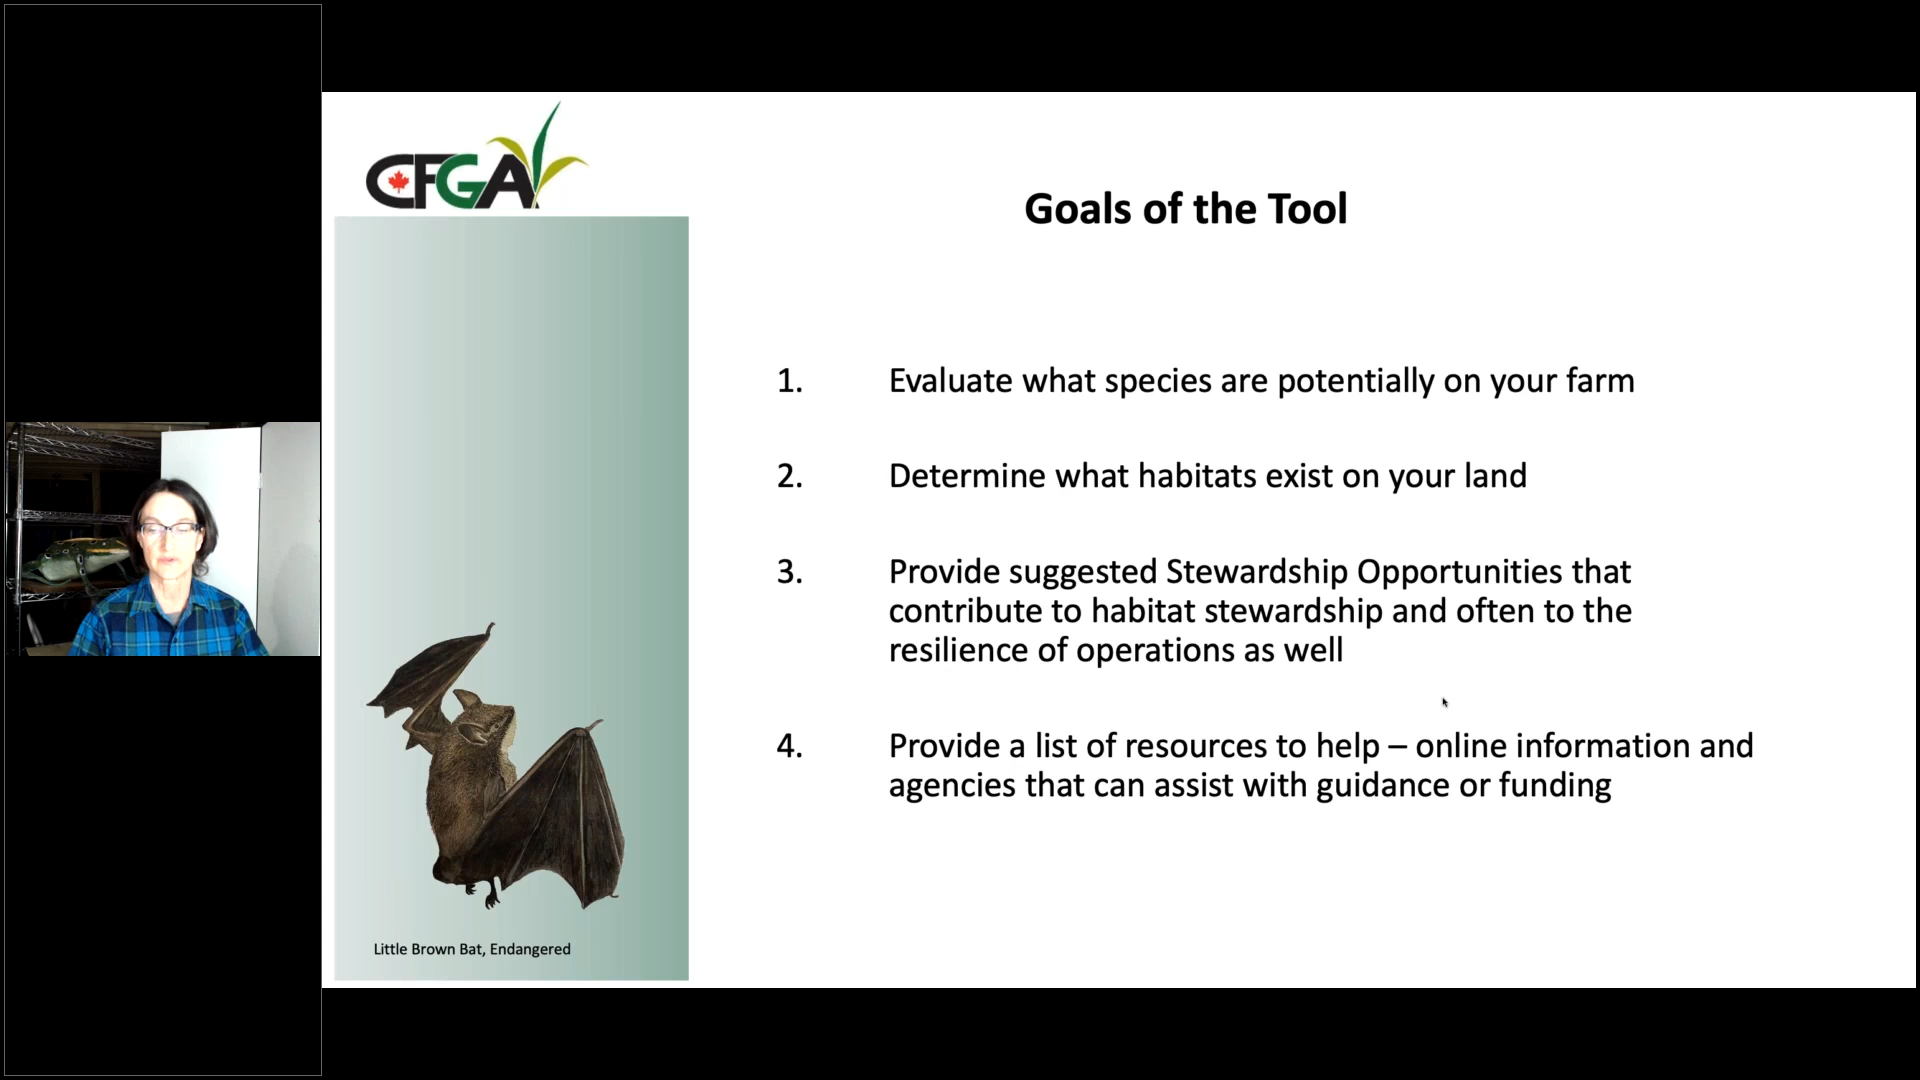 CFGA
Goals of the Tool
1. Evaluate what species are potentially on your farm
2. Determine what habitats exist on your land
3. Provide suggested Stewardship Opportunities that
contribute to habitat stewardship and often to the
resilience of operations as well
4. Provide a list of resources to help – online information and
agencies that can assist with guidance or funding
Little Brown Bat, Endangered